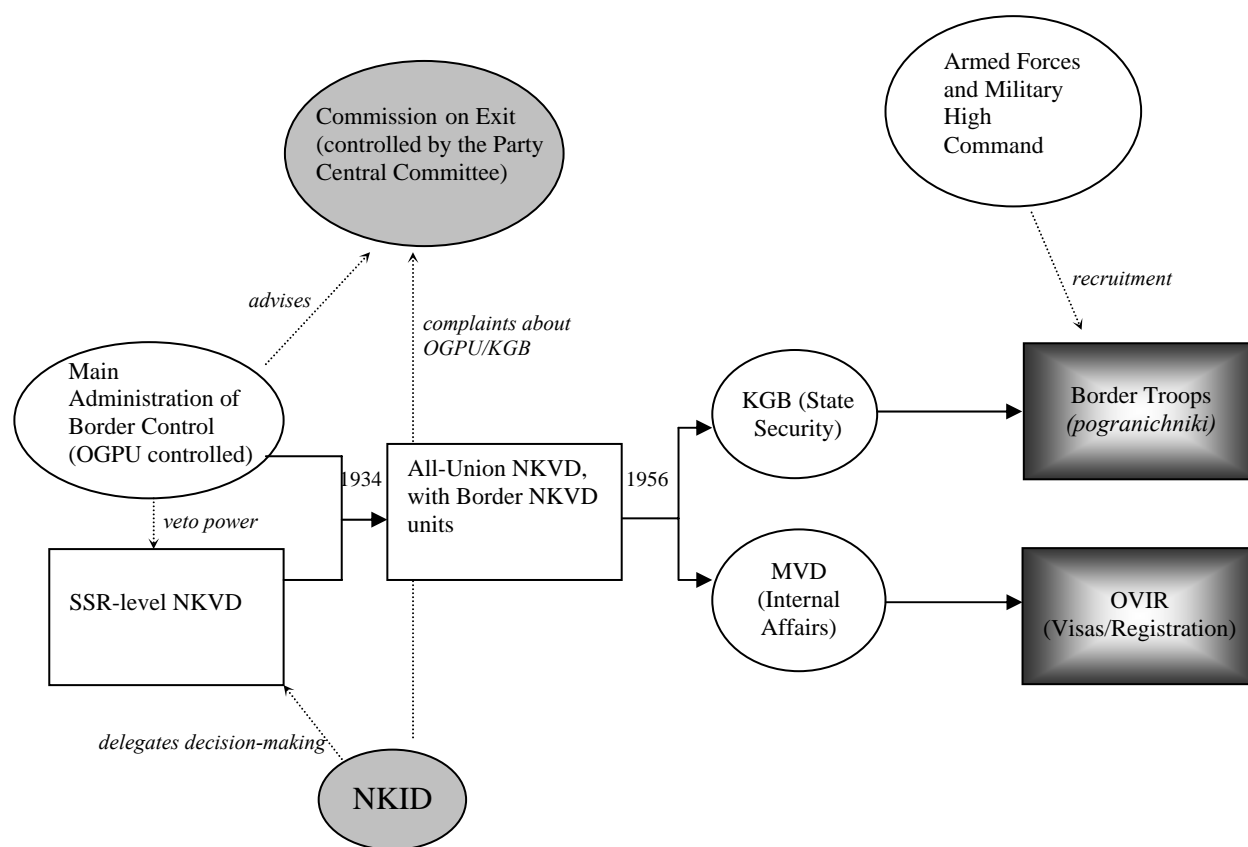 Armed Forces
and Military
High
Command
Commission on Exit
(controlled by the Party
Central Committee)
advises
complaints about
OGPU/KGB
recruitment
Main
Administration of
Border Control
(OGPU controlled)
KGB (State
Security)
Border Troops
(pogranichniki)
1934
All-Union NKVD,
with Border NKVD
units
1956
veto power
SSR-level NKVD
MVD
(Internal
Affairs)
OVIR
(Visas/Registration)
delegates decision-making
NKID